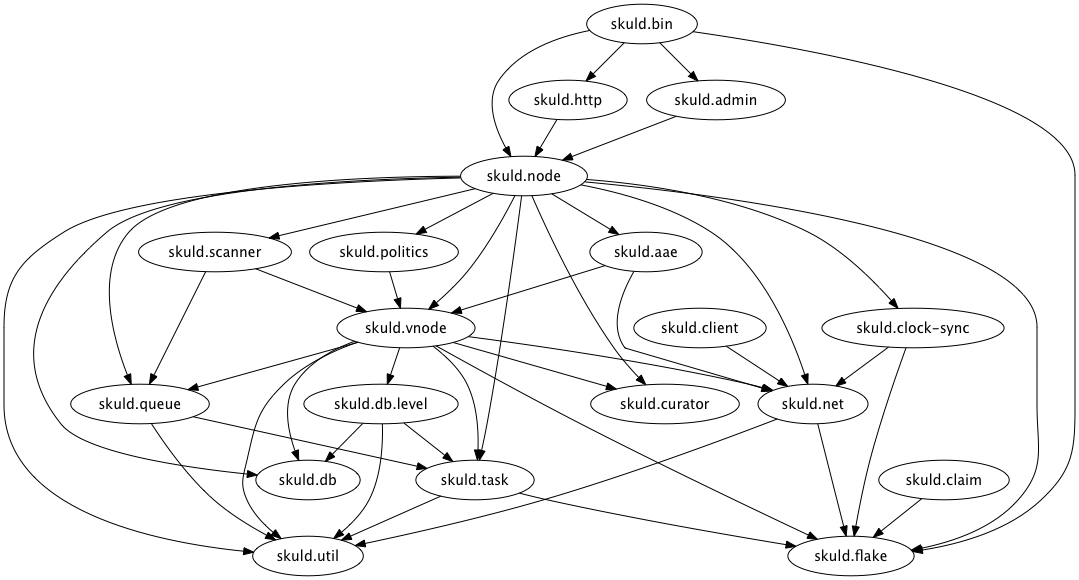 skuld.bin
skuld.http
skuld.admin
skuld.node
skuld.scanner
skuld.politics
skuld.aae
skuld.vnode
skuld.client
skuld.clock-sync
skuld.queue
skuld.db.level
skuld.curator
skuld.net
skuld.db
skuld.task
skuld.claim
skuld.util
skuld.flake